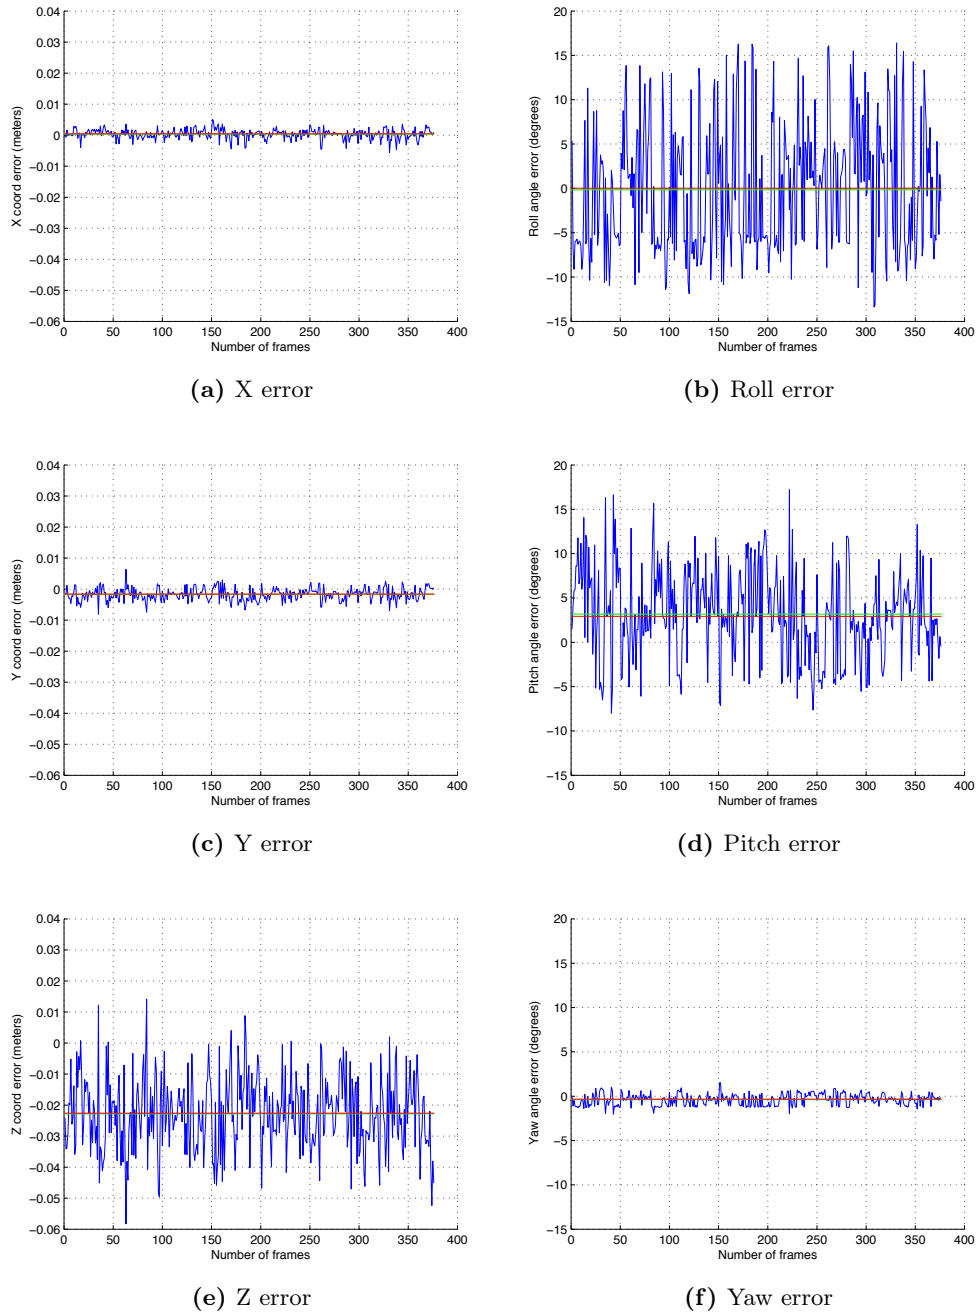 0.04
0.03
0.02
0.01
0
−0.01
−0.02
−0.03
−0.04
−0.05
−0.06
X coord error (meters)
0 50 100 150 200 250 300 350 400
Number of frames
(a) X error
20
15
10
5
0
−5
−10
−15
Roll angle error (degrees)
0 50 100 150 200 250 300 350 400
Number of frames
(b) Roll error
0.04
0.03
0.02
0.01
0
−0.01
−0.02
−0.03
−0.04
−0.05
−0.06
Y coord error (meters)
0 50 100 150 200 250 300 350 400
Number of frames
(c) Y error
20
15
10
5
0
−5
−10
−15
Pitch angle error (degrees)
0 50 100 150 200 250 300 350 400
Number of frames
(d) Pitch error
0.04
0.03
0.02
0.01
0
−0.01
−0.02
−0.03
−0.04
−0.05
−0.06
Z coord error (meters)
0 50 100 150 200 250 300 350 400
Number of frames
(e) Z error
20
15
10
5
0
−5
−10
−15
Yaw angle error (degrees)
0 50 100 150 200 250 300 350 400
Number of frames
(f) Yaw error